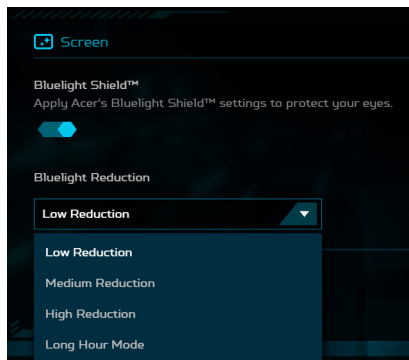 Screen
Bluelight Shield™
Apply Acer's Bluelight Shield™ settings to protect your eyes.
Bluelight Reduction
Low Reduction
Low Reduction
Medium Reduction
High Reduction
Long Hour Mode